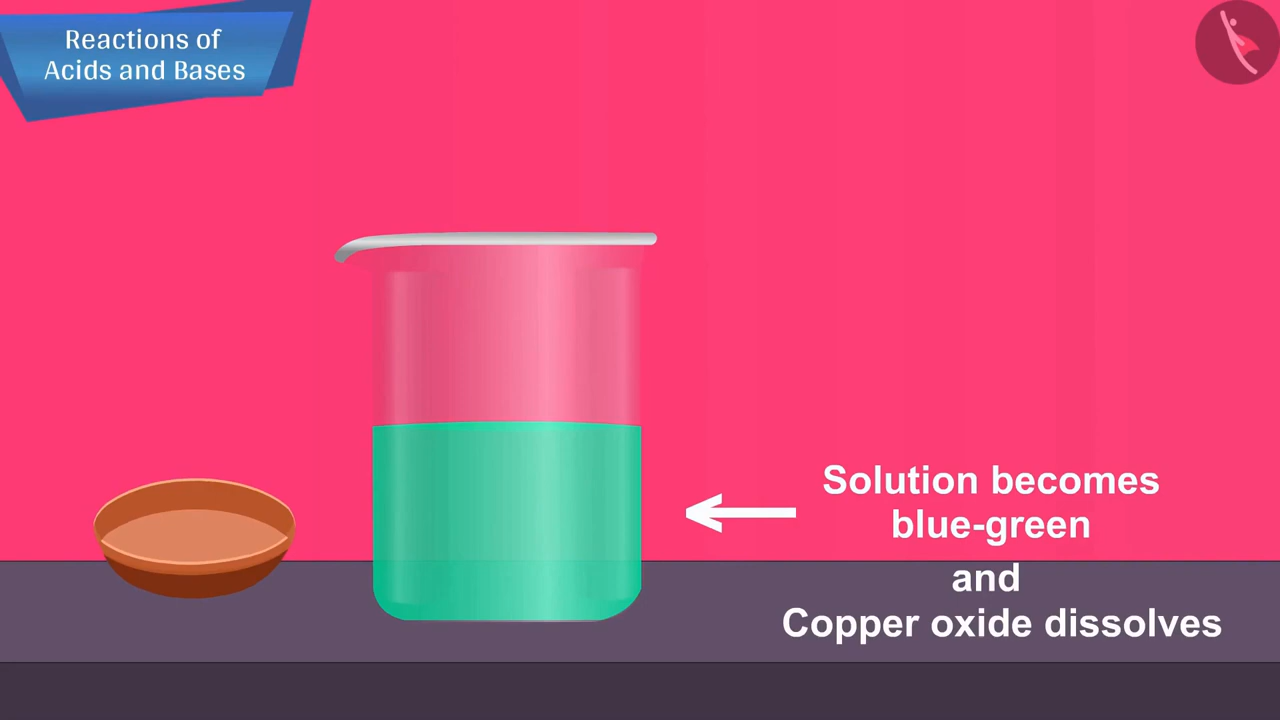 Reactions of
Acids and Bases
Solution becomes
blue-green
and
Copper oxide dissolves